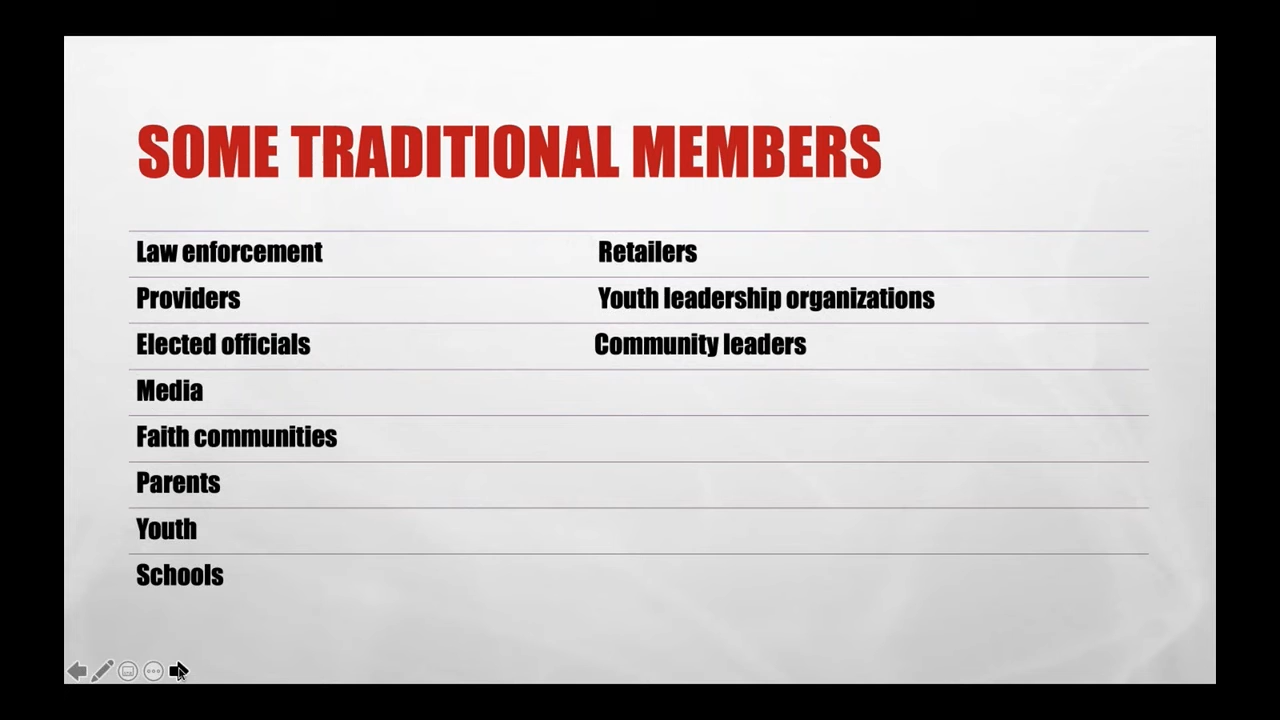 SOME TRADITIONAL MEMBERS
Law enforcement Retailers
Providers Youth leadership organizations
Elected officials Community leaders
Media
Faith communities
Parents
Youth
Schools